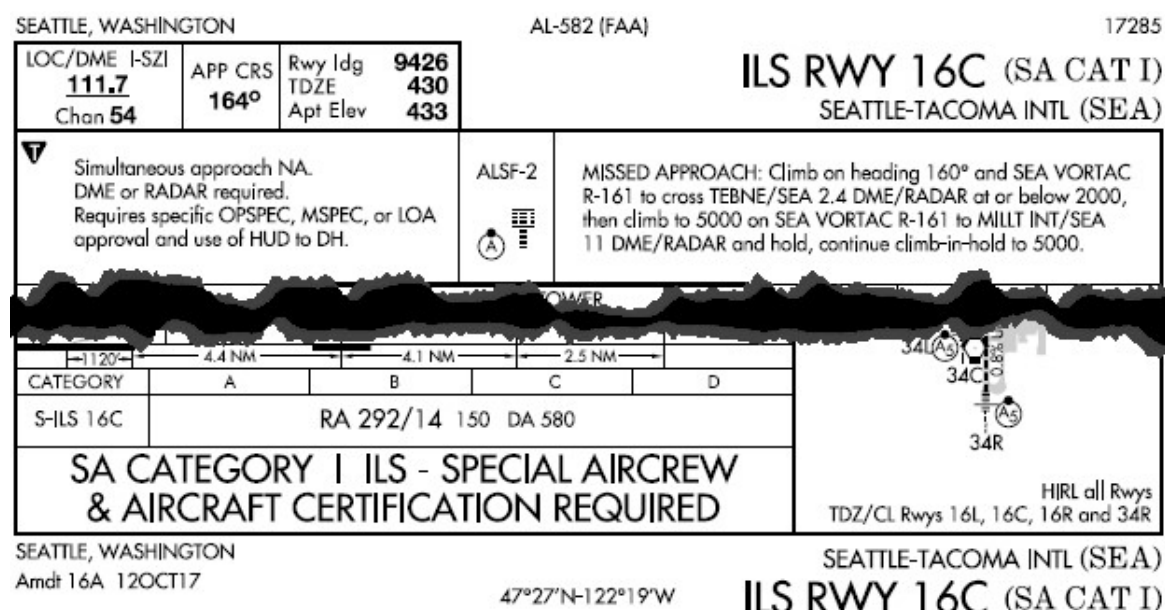 SEATTLE, WASHINGTON
AL-582 (FAA)
17285
LOC/DME I-SZI
111.7
Chan 54
APP CRS
164°
Rwy ldg 9426
TDZE 430
Apt Elev 433
ILS RWY 16C (SA CAT I)
SEATTLE-TACOMA INTL (SEA)
T
Simultaneous approach NA.
DME or RADAR required.
Requires specific OPSPEC, MSPEC, or LOA
approval and use of HUD to DH.
ALSF-2
A
MISSED APPROACH: Climb on heading 160° and SEA VORTAC
R-161 to cross TEBNE/SEA 2.4 DME/RADAR at or below 2000,
then climb to 5000 on SEA VORTAC R-161 to MILLT INT/SEA
11 DME/RADAR and hold, continue climb-in-hold to 5000.
1120'
4.4 NM
4.1 NM
2.5 NM
CATEGORY
A
B
C
D
S-ILS 16C
RA 292/14 150 DA 580
SA CATEGORY I ILS - SPECIAL AIRCREW
& AIRCRAFT CERTIFICATION REQUIRED
34L
A5
34C
0.8%
A5
34R
HIRL all Rwys
TDZ/CL Rwys 16L, 16C, 16R and 34R
SEATTLE, WASHINGTON
Amdt 16A 12OCT17
47°27'N-122°19'W
SEATTLE-TACOMA INTL (SEA)
ILS RWY 16C (SA CAT I)